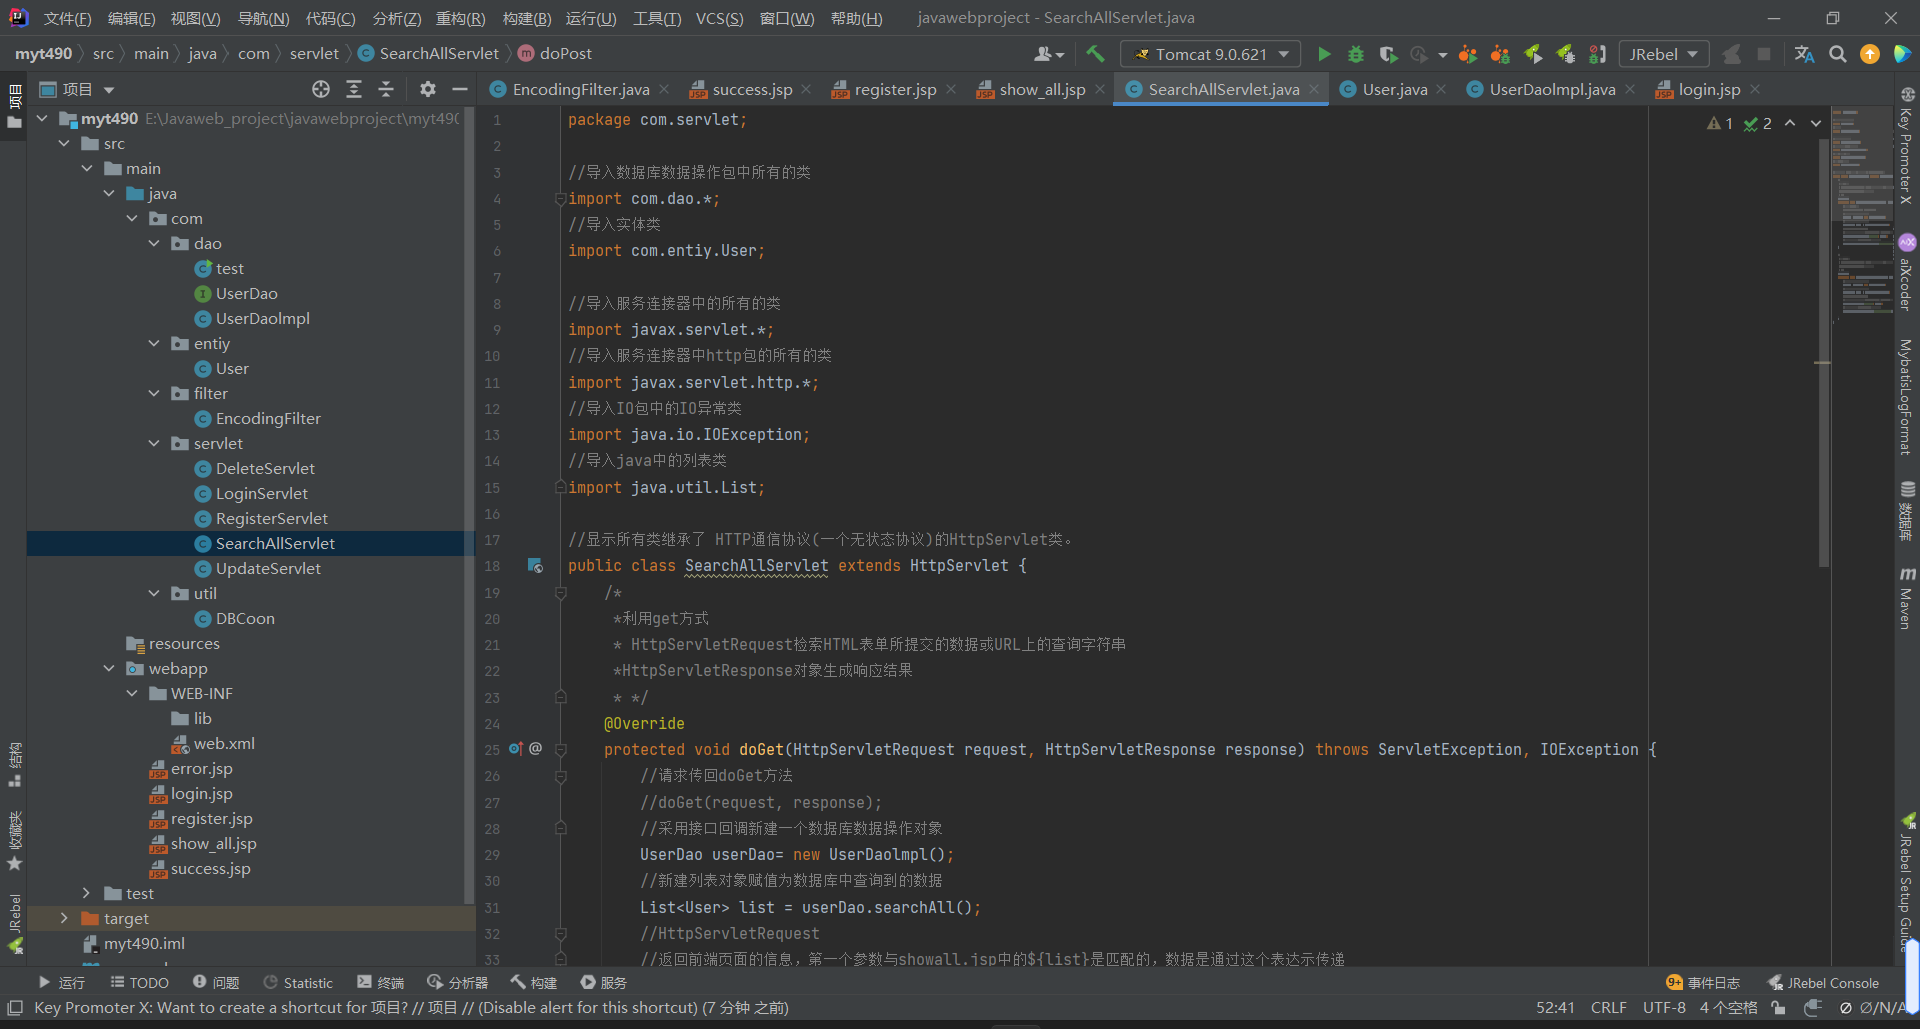 文件(F) 编辑(E) 视图(V) 导航(N) 代码(C) 分析(Z) 重构(R) 构建(B) 运行(U) 工具(T) VCS(S) 窗口(W) 帮助(H) javawebproject - SearchAllServlet.java
myt490 src main java com servlet SearchAllServlet doPost Tomcat 9.0.621 JRebel
项目 EncodingFilter.java success.jsp register.jsp show_all.jsp SearchAllServlet.java User.java UserDaolmpl.java login.jsp
项目
myt490 E:\Javaweb_project\javawebproject\myt490
src
main
java
com
dao
test
UserDao
UserDaolmpl
entiy
User
filter
EncodingFilter
servlet
DeleteServlet
LoginServlet
RegisterServlet
SearchAllServlet
UpdateServlet
util
DBCoon
resources
webapp
WEB-INF
lib
web.xml
error.jsp
login.jsp
register.jsp
show_all.jsp
success.jsp
test
target
myt490.iml
结构
收藏夹
JRebel
1 package com.servlet;
2
3 //导入数据库数据操作包中所有的类
4 import com.dao.*;
5 //导入实体类
6 import com.entiy.User;
7
8 //导入服务连接器中的所有的类
9 import javax.servlet.*;
10 //导入服务连接器中http包的所有的类
11 import javax.servlet.http.*;
12 //导入IO包中的IO异常类
13 import java.io.IOException;
14 //导入java中的列表类
15 import java.util.List;
16
17 //显示所有类继承了 HTTP通信协议(一个无状态协议)的HttpServlet类。
18 public class SearchAllServlet extends HttpServlet {
19 /*
20 *利用get方式
21 * HttpServletRequest检索HTML表单所提交的数据或URL上的查询字符串
22 *HttpServletResponse对象生成响应结果
23 * */
24 @Override
25 protected void doGet(HttpServletRequest request, HttpServletResponse response) throws ServletException, IOException {
26 //请求传回doGet方法
27 //doGet(request, response);
28 //采用接口回调新建一个数据库数据操作对象
29 UserDao userDao= new UserDaolmpl();
30 //新建列表对象赋值为数据库中查询到的数据
31 List<User> list = userDao.searchAll();
32 //HttpServletRequest
33 //返回前端页面的信息，第一个参数与showall.jsp中的${list}是匹配的，数据是通过这个表达示传递
1 2
Key Promoter X
aiXcoder
MybatisLogFormat
数据库
Maven
JRebel Setup Guide
运行 TODO 问题 Statistic 终端 分析器 构建 服务 9+ 事件日志 JRebel Console
Key Promoter X: Want to create a shortcut for 项目? // 项目 // (Disable alert for this shortcut) (7 分钟 之前) 52:41 CRLF UTF-8 4 个空格 Ø/N/A